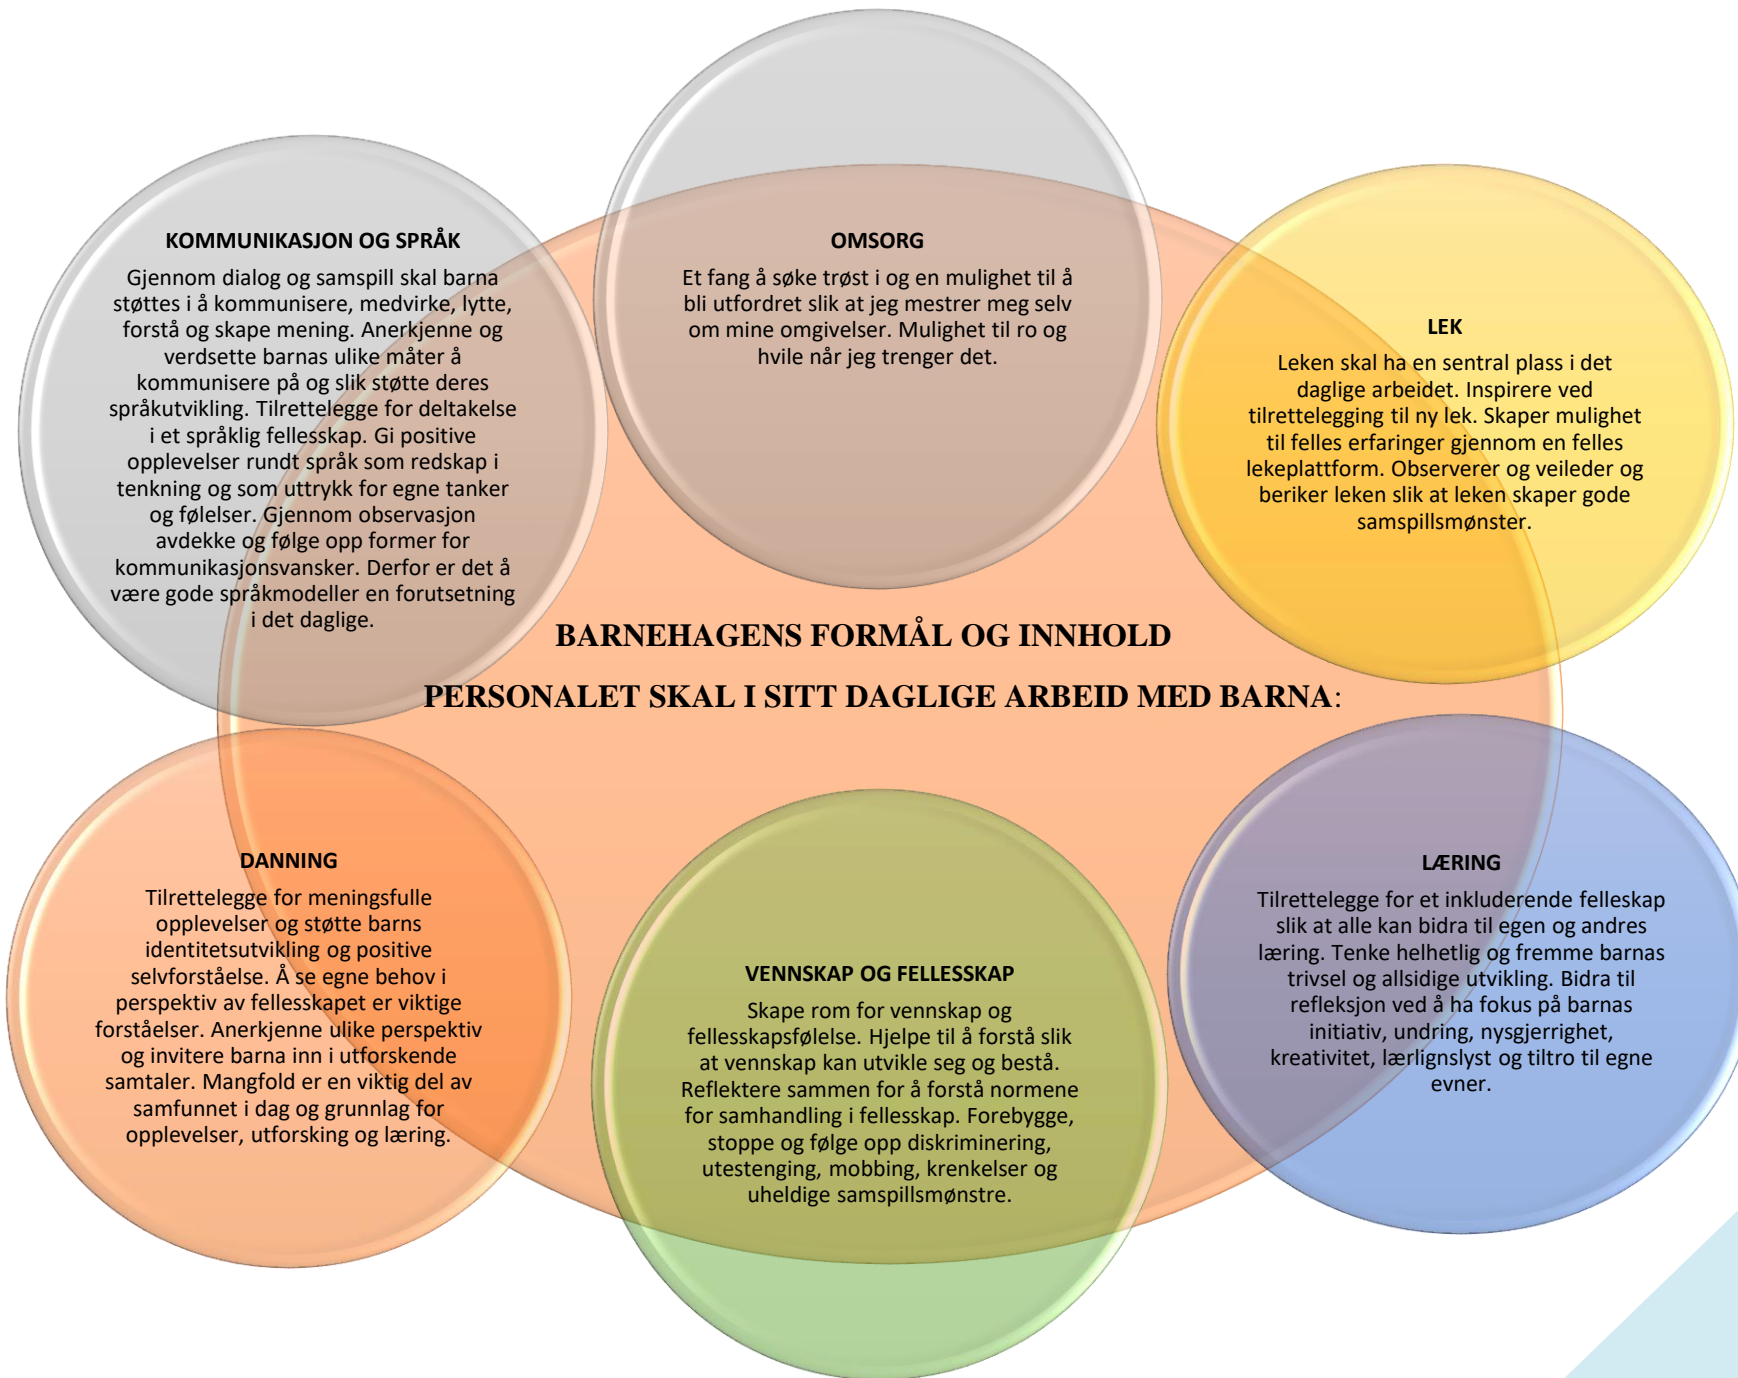 KOMMUNIKASJON OG SPRÅK
Gjennom dialog og samspill skal barna
støttes i å kommunisere, medvirke, lytte,
forstå og skape mening. Anerkjenne og
verdsette barnas ulike måter å
kommunisere på og slik støtte deres
språkutvikling. Tilrettelegge for deltakelse
i et språklig fellesskap. Gi positive
opplevelser rundt språk som redskap i
tenkning og som uttrykk for egne tanker
og følelser. Gjennom observasjon
avdekke og følge opp former for
kommunikasjonsvansker. Derfor er det å
være gode språkmodeller en forutsetning
i det daglige.
OMSORG
Et fang å søke trøst i og en mulighet til å
bli utfordret slik at jeg mestrer meg selv
om mine omgivelser. Mulighet til ro og
hvile når jeg trenger det.
LEK
Leken skal ha en sentral plass i det
daglige arbeidet. Inspirere ved
tilrettelegging til ny lek. Skaper mulighet
til felles erfaringer gjennom en felles
lekeplattform. Observerer og veileder og
beriker leken slik at leken skaper gode
samspillsmønster.
BARNEHAGENS FORMÅL OG INNHOLD
PERSONALET SKAL I SITT DAGLIGE ARBEID MED BARNA:
DANNING
Tilrettelegge for meningsfulle
opplevelser og støtte barns
identitetsutvikling og positive
selvforståelse. Å se egne behov i
perspektiv av fellesskapet er viktige
forståelser. Anerkjenne ulike perspektiv
og invitere barna inn i utforskende
samtaler. Mangfold er en viktig del av
samfunnet i dag og grunnlag for
opplevelser, utforsking og læring.
VENNSKAP OG FELLESSKAP
Skape rom for vennskap og
fellesskapsfølelse. Hjelpe til å forstå slik
at vennskap kan utvikle seg og bestå.
Reflektere sammen for å forstå normene
for samhandling i fellesskap. Forebygge,
stoppe og følge opp diskriminering,
utestenging, mobbing, krenkelser og
uheldige samspillsmønstre.
LÆRING
Tilrettelegge for et inkluderende felleskap
slik at alle kan bidra til egen og andres
læring. Tenke helhetlig og fremme barnas
trivsel og allsidige utvikling. Bidra til
refleksjon ved å ha fokus på barnas
initiativ, undring, nysgjerrighet,
kreativitet, lærlignslyst og tiltro til egne
evner.